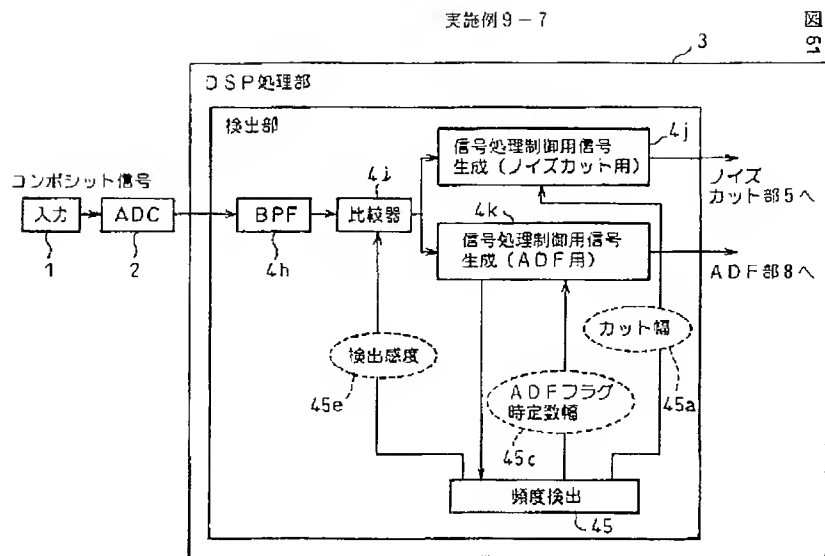 実施例9-7
図61
3
DSP処理部
検出部
信号処理制御用信号
生成(ノイズカット用)
4j
ノイズ
カット部5へ
コンポジット信号
入力
1
ADC
2
BPF
4h
比較器
4i
4k
信号処理制御用信号
生成(ADF用)
ADF部8へ
検出感度
45e
ADFフラグ
時定数幅
45c
カット幅
45a
頻度検出
45